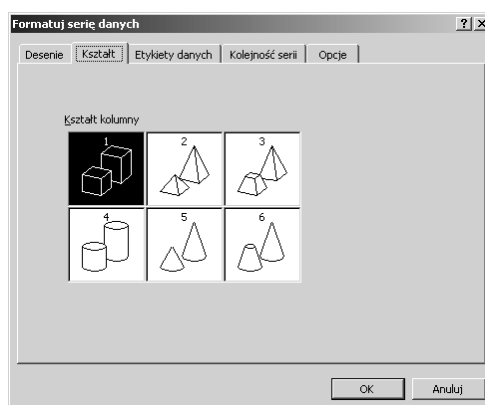 Formatuj serię danych
Desenie Kształt Etykiety danych Kolejność serii Opcje
Kształt kolumny
1 2 3
4 5 6
OK Anuluj